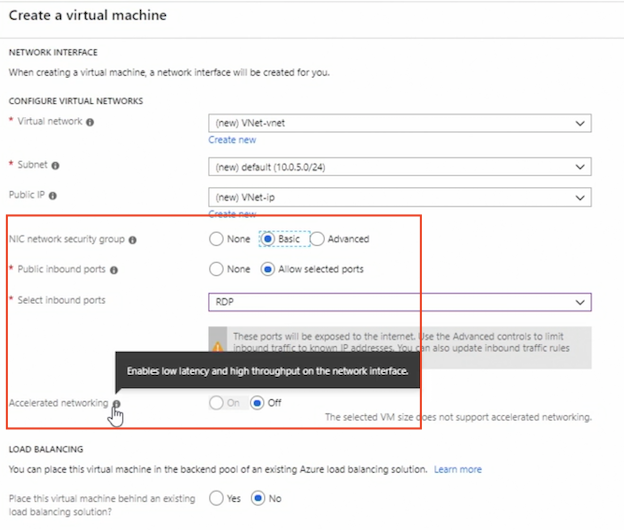 Create a virtual machine
NETWORK INTERFACE
When creating a virtual machine, a network interface will be created for you.
CONFIGURE VIRTUAL NETWORKS
* Virtual network
(new) VNet-vnet
Create new
* Subnet
(new) default (10.0.5.0/24)
Public IP
(new) VNet-ip
Create new
NIC network security group
None Basic Advanced
* Public inbound ports
None Allow selected ports
* Select inbound ports
RDP
These ports will be exposed to the internet. Use the Advanced controls to limit
inbound traffic to known IP addresses. You can also update inbound traffic rules
Enables low latency and high throughput on the network interface.
Accelerated networking
On Off
The selected VM size does not support accelerated networking.
LOAD BALANCING
You can place this virtual machine in the backend pool of an existing Azure load balancing solution. Learn more
Place this virtual machine behind an existing
load balancing solution?
Yes No